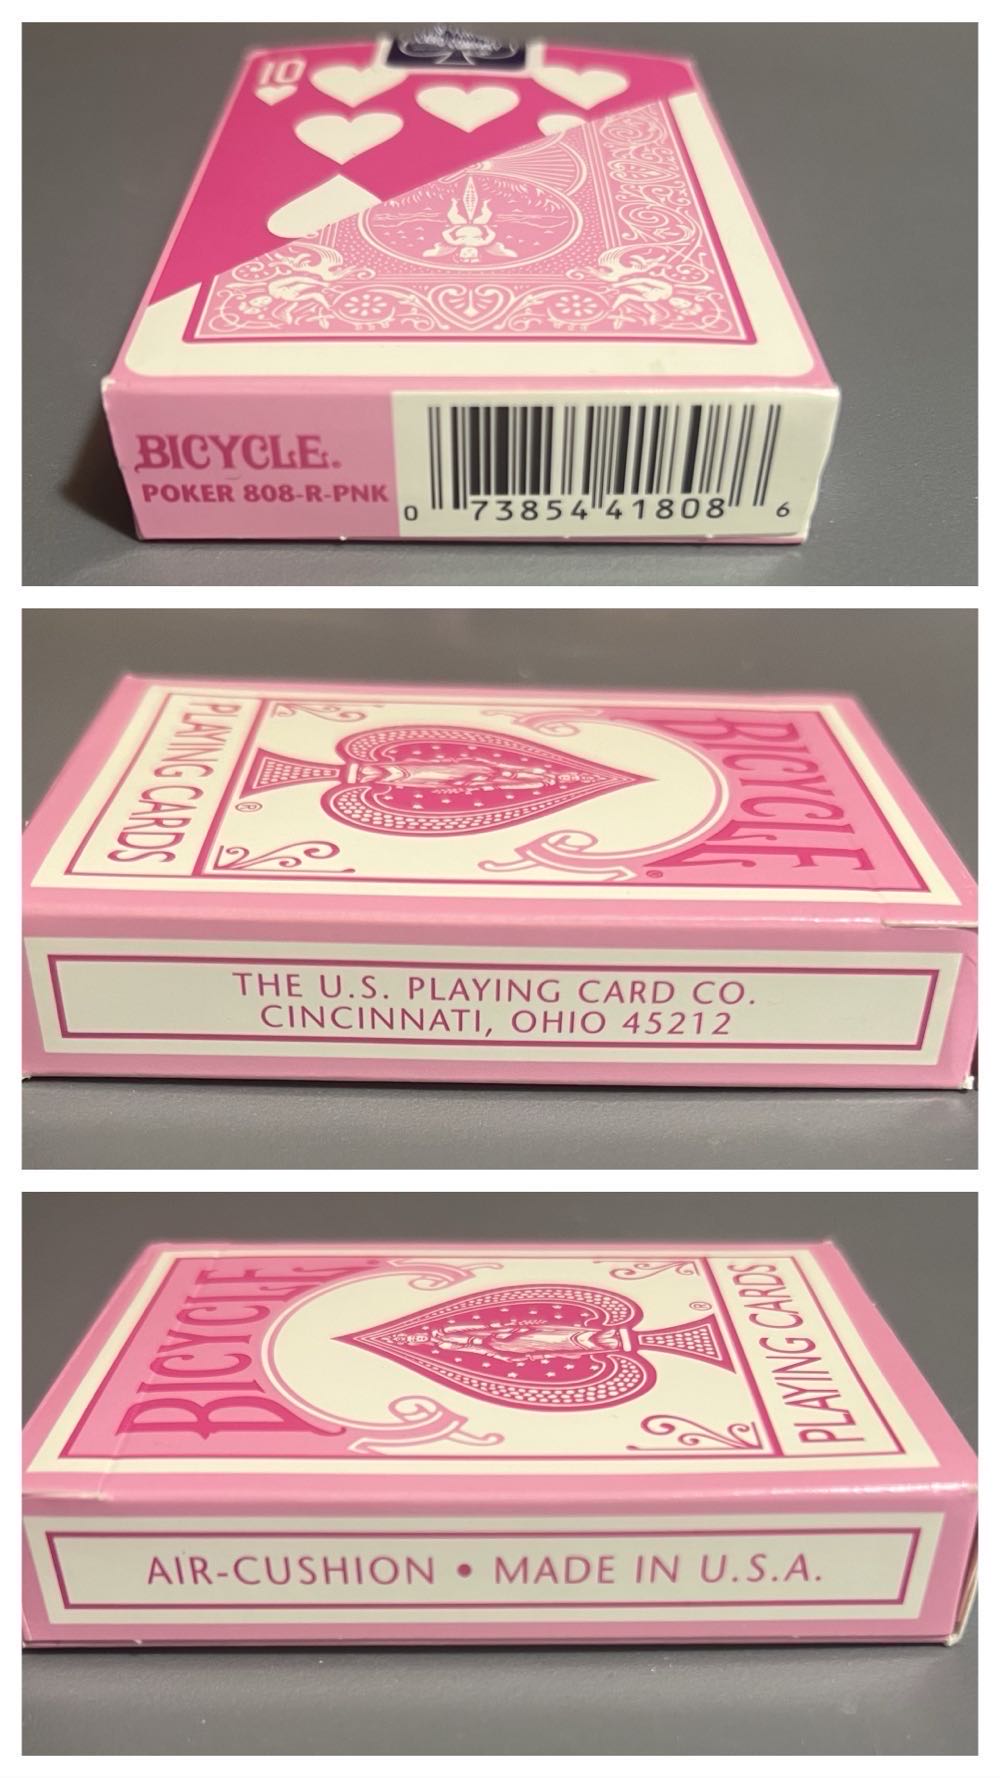 10
BICYCLE.
POKER 808-R-PNK
0 73854 41808 6
BICYCLE®
®
PLAYING CARDS
THE U.S. PLAYING CARD CO.
CINCINNATI, OHIO 45212
BICYCLE
®
PLAYING CARDS
AIR-CUSHION • MADE IN U.S.A.